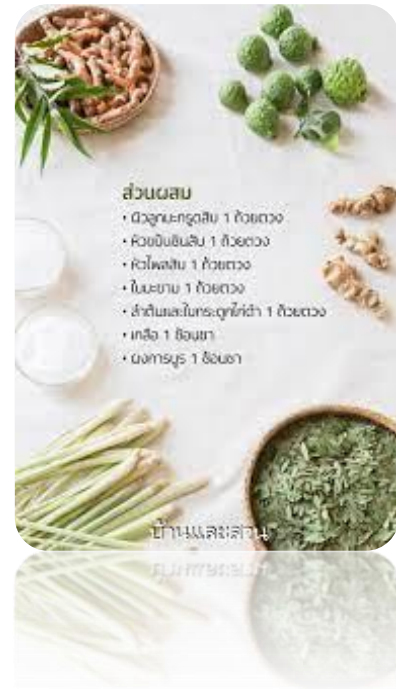 ส่วนผสม
• ผิวลูกมะกรูดสับ 1 ถ้วยตวง
• หัวขมิ้นชันสับ 1 ถ้วยตวง
• หัวไพลสับ 1 ถ้วยตวง
• ใบมะขาม 1 ถ้วยตวง
• ลำต้นและใบกระดูกไก่ดำ 1 ถ้วยตวง
• เกลือ 1 ช้อนชา
• ผงการบูร 1 ช้อนชา
บ้านและสวน